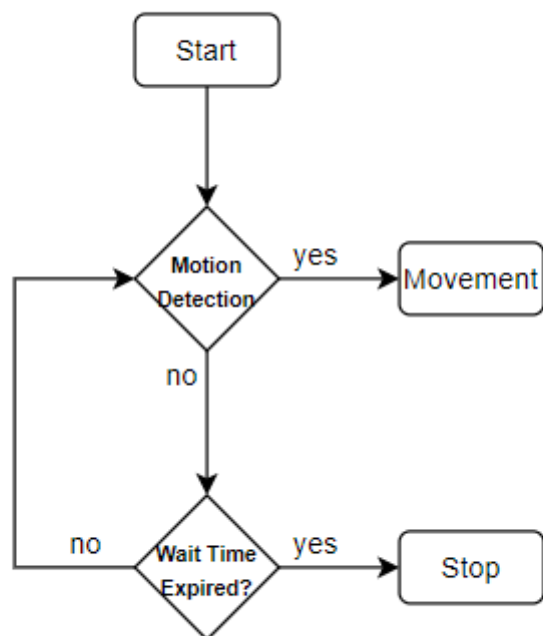 Start
Motion
Detection
yes
Movement
no
Wait Time
Expired?
no
yes
Stop